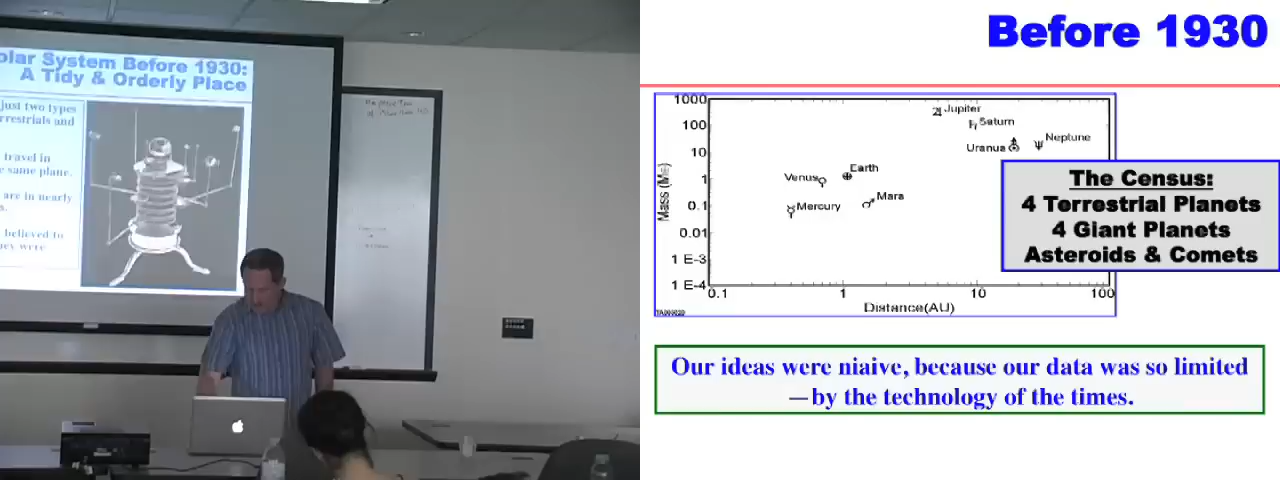 olar System Before 1930:
A Tidy & Orderly Place
just two types
rrestrials and
travel in
e same plane.
are in nearly
s.
believed to
ey were
Before 1930
1000
100
10
1
0.1
0.01
1 E-3
1 E-4
Mass (Me)
Jupiter
Saturn
Uranua
Neptune
Venus
Earth
Mercury
Mara
0.1
1
10
100
Distance(AU)
The Census:
4 Terrestrial Planets
4 Giant Planets
Asteroids & Comets
Our ideas were niaive, because our data was so limited
—by the technology of the times.